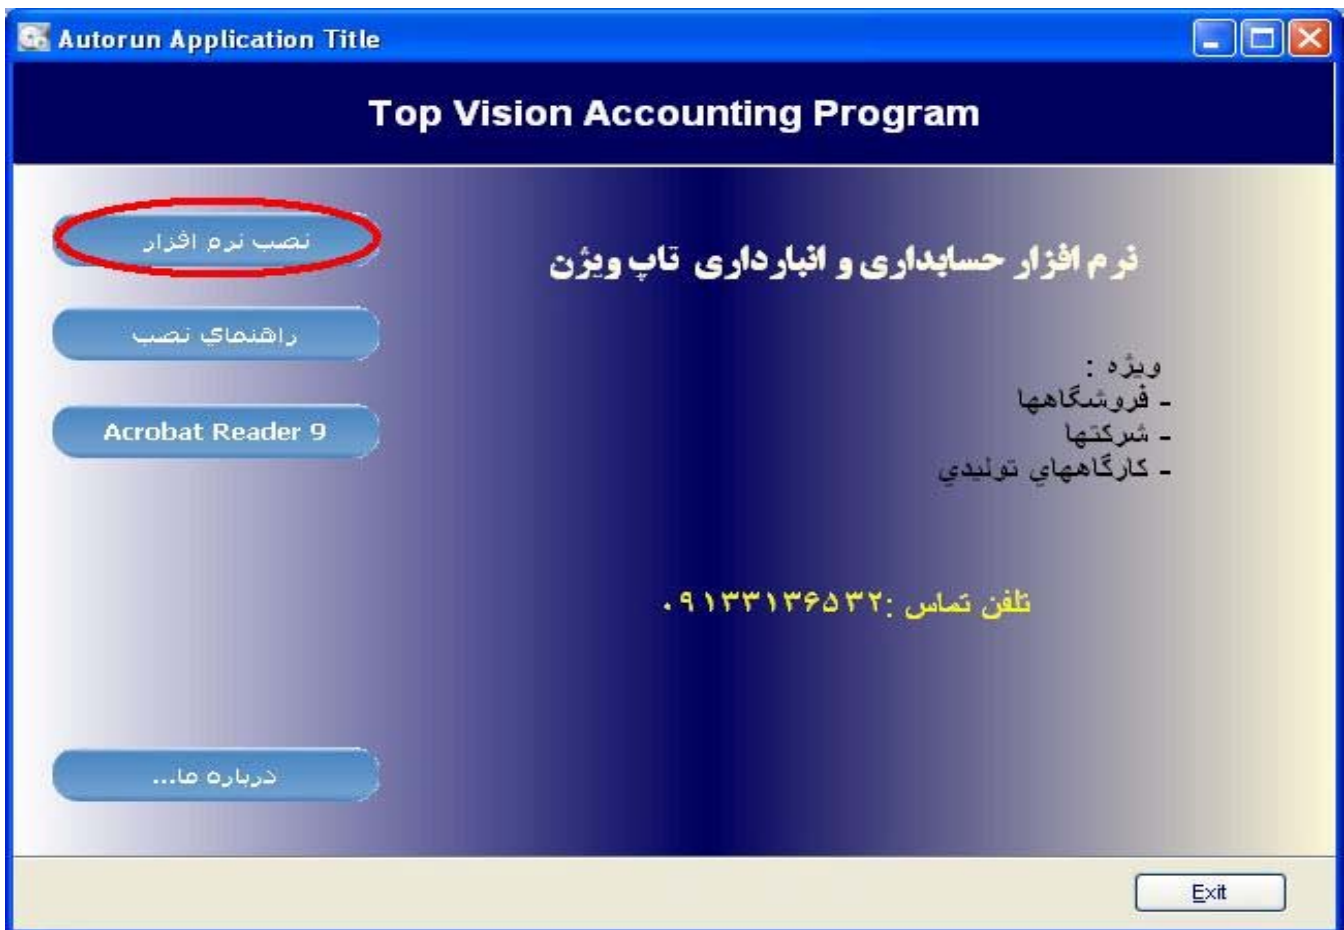 Autorun Application Title
Top Vision Accounting Program
نصب نرم افزار
راهنماي نصب
Acrobat Reader 9
درباره ما...
نرم افزار حسابداری و انبارداری تاپ ویژن
ویژه :
- فروشگاهها
- شرکتها
- کارگاههاي توليدي
تلفن تماس :۰۹۱۳۳۱۳۶۵۳۲
Exit